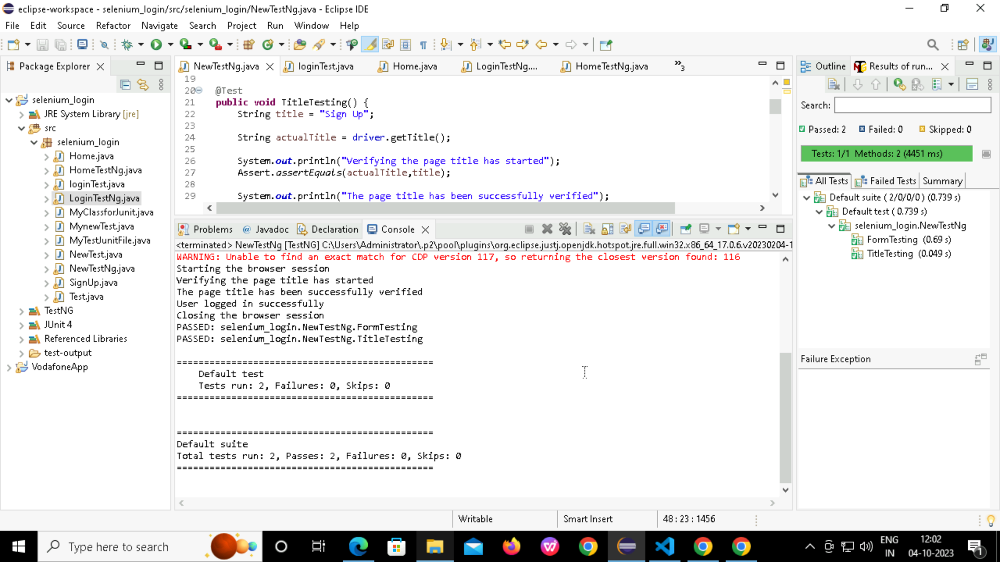 eclipse-workspace - selenium_login/src/selenium_login/NewTestNg.java - Eclipse IDE
File Edit Source Refactor Navigate Search Project Run Window Help
Package Explorer
selenium_login
JRE System Library [jre]
src
selenium_login
Home.java
HomeTestNg.java
loginTest.java
LoginTestNg.java
MyClassforJunit.java
MynewTest.java
MyTestJunitFile.java
NewTest.java
NewTestNg.java
SignUp.java
Test.java
TestNG
JUnit 4
Referenced Libraries
test-output
VodafoneApp
NewTestNg.java loginTest.java Home.java LoginTestNg.... HomeTestNg.java »3
19
20 @Test
21 public void TitleTesting() {
22 String title = "Sign Up";
23
24 String actualTitle = driver.getTitle();
25
26 System.out.println("Verifying the page title has started");
27 Assert.assertEquals(actualTitle,title);
28
29 System.out.println("The page title has been successfully verified");
Problems Javadoc Declaration Console
<terminated> NewTestNg [TestNG] C:\Users\Administrator\.p2\pool\plugins\org.eclipse.justj.openjdk.hotspot.jre.full.win32.x86_64_17.0.6.v20230204-1
WARNING: Unable to find an exact match for CDP version 117, so returning the closest version found: 116
Starting the browser session
Verifying the page title has started
The page title has been successfully verified
User logged in successfully
Closing the browser session
PASSED: selenium_login.NewTestNg.FormTesting
PASSED: selenium_login.NewTestNg.TitleTesting
===============================================
Default test
Tests run: 2, Failures: 0, Skips: 0
===============================================
===============================================
Default suite
Total tests run: 2, Passes: 2, Failures: 0, Skips: 0
===============================================
Outline Results of run...
Search:
Passed: 2 Failed: 0 Skipped: 0
Tests: 1/1 Methods: 2 (4451 ms)
All Tests Failed Tests Summary
Default suite ( 2/0/0/0 ) (0.739 s)
Default test ( 0.739 s)
selenium_login.NewTestNg
FormTesting (0.69 s)
TitleTesting (0.049 s)
Failure Exception
Writable Smart Insert 48 : 23 : 1456
Type here to search
ENG
IN
12:02
04-10-2023
1